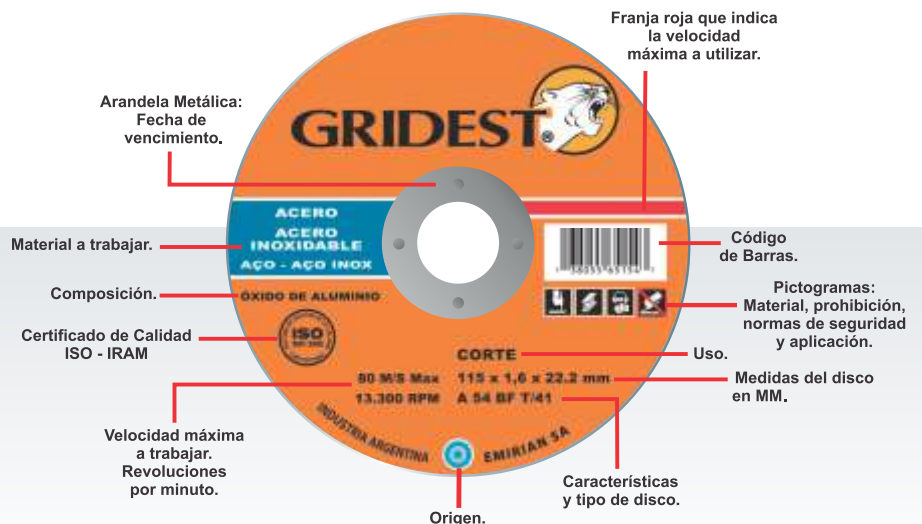 Franja roja que indica
la velocidad
máxima a utilizar.
Arandela Metálica:
Fecha de
vencimiento.
GRIDEST
®
ACERO
ACERO
INOXIDABLE
AÇO - AÇO INOX
Material a trabajar.
Código
de Barras.
Composición.
ÓXIDO DE ALUMINIO
Pictogramas:
Material, prohibición,
normas de seguridad
y aplicación.
Certificado de Calidad
ISO - IRAM
ISO
CORTE
Uso.
80 M/S Max
115 x 1,6 x 22.2 mm
Medidas del disco
en MM.
13.300 RPM
A 54 BF T/41
INDUSTRIA ARGENTINA
EMIRIAN SA
Velocidad máxima
a trabajar.
Revoluciones
por minuto.
Características
y tipo de disco.
Origen.